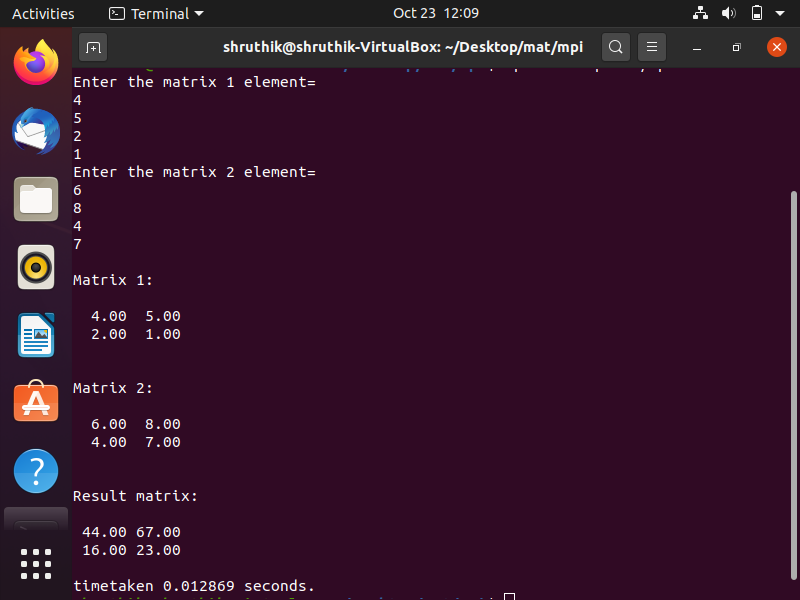 Activities Terminal Oct 23 12:09
shruthik@shruthik-VirtualBox: ~/Desktop/mat/mpi
Enter the matrix 1 element=
4
5
2
1
Enter the matrix 2 element=
6
8
4
7
Matrix 1:
4.00 5.00
2.00 1.00
Matrix 2:
6.00 8.00
4.00 7.00
Result matrix:
44.00 67.00
16.00 23.00
timetaken 0.012869 seconds.